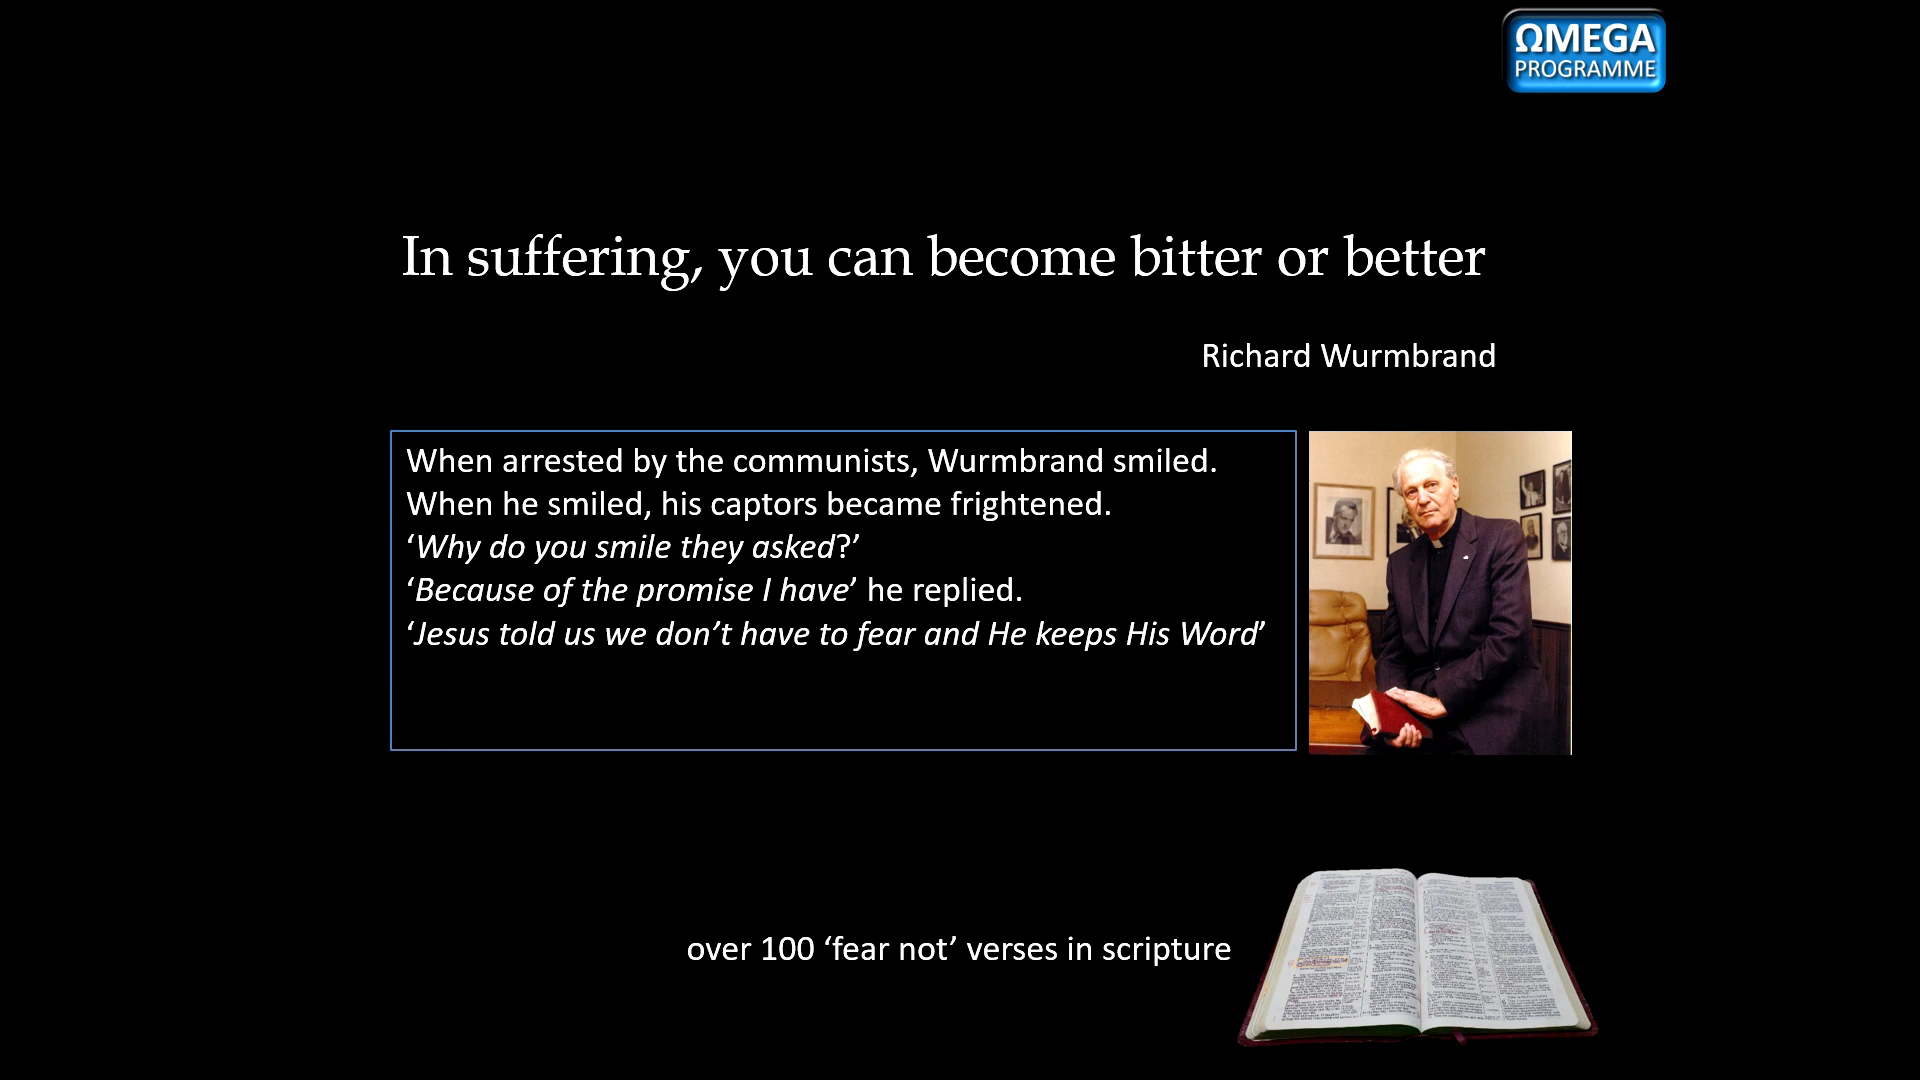 ΩMEGA
PROGRAMME
In suffering, you can become bitter or better
Richard Wurmbrand
When arrested by the communists, Wurmbrand smiled.
When he smiled, his captors became frightened.
‘Why do you smile they asked?’
‘Because of the promise I have’ he replied.
‘Jesus told us we don’t have to fear and He keeps His Word’
over 100 ‘fear not’ verses in scripture